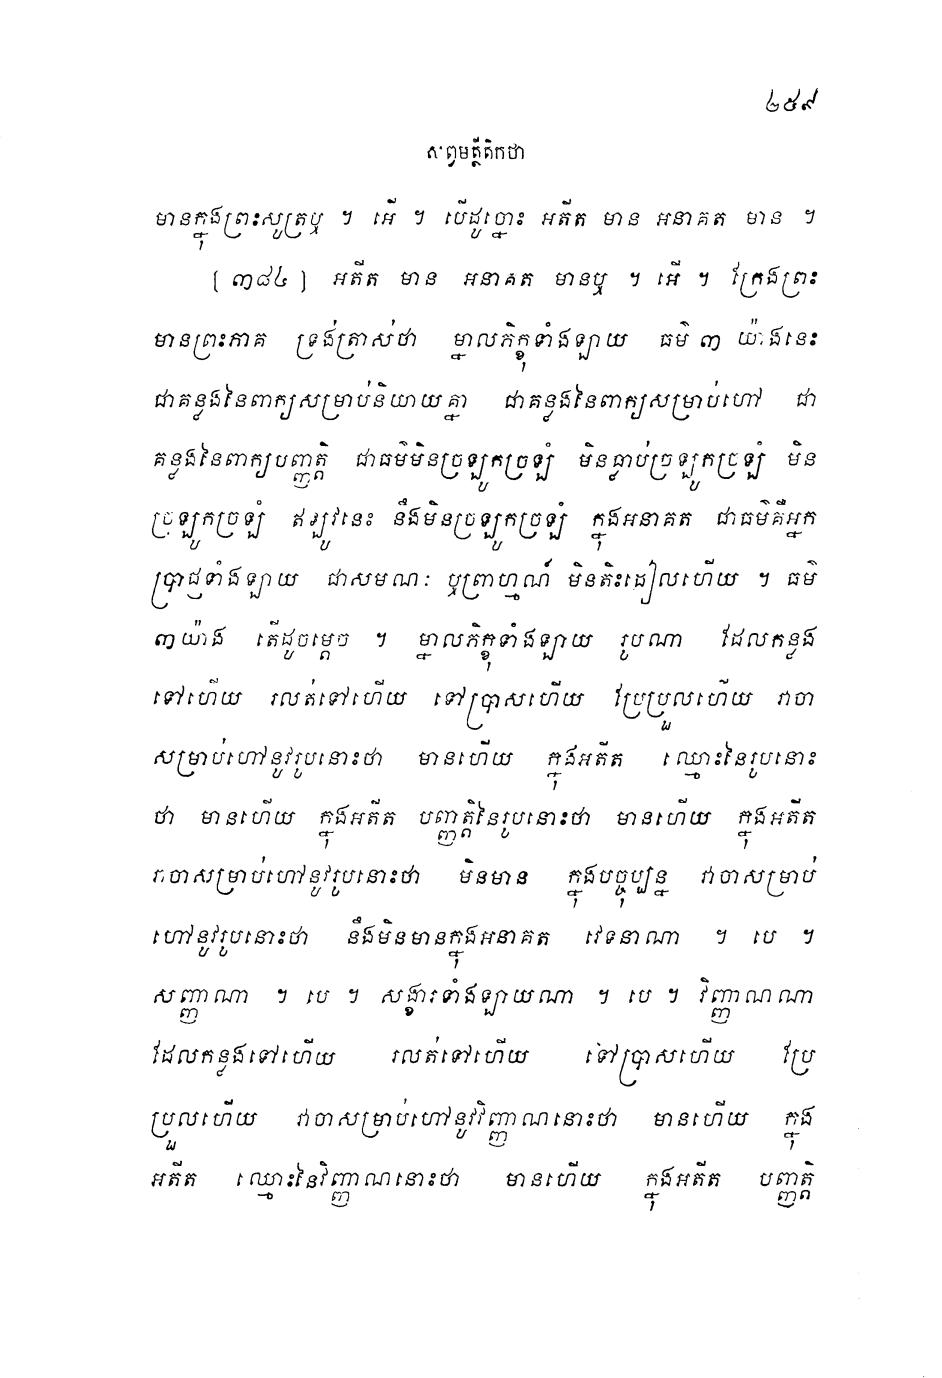 ៤៥៩
សព្វមត្ថីតិកថា
មានក្នុងព្រះសូត្រឬ ។ អើ ។ បើដូច្នោះ អតីត មាន អនាគត មាន ។
[ ៣៨៤ ] អតីត មាន អនាគត មានឬ ។ អើ ។ ក្រែងព្រះ
មានព្រះភាគ ទ្រង់ត្រាស់ថា ម្នាលភិក្ខុទាំងឡាយ ធម៌ ៣ យ៉ាងនេះ
ជាគន្លងនៃពាក្យសម្រាប់និយាយគ្នា ជាគន្លងនៃពាក្យសម្រាប់ហៅ ជា
គន្លងនៃពាក្យបញ្ញត្តិ ជាធម៌មិនច្រឡូកច្រឡំ មិនធ្លាប់ច្រឡូកច្រឡំ មិន
ច្រឡូកច្រឡំ ឥឡូវនេះ នឹងមិនច្រឡូកច្រឡំ ក្នុងអនាគត ជាធម៌គឺអ្នក
ប្រាជ្ញទាំងឡាយ ជាសមណៈ ឬព្រាហ្មណ៍ មិនតិះដៀលហើយ ។ ធម៌
៣យ៉ាង តើដូចម្តេច ។ ម្នាលភិក្ខុទាំងឡាយ រូបណា ដែលកន្លង
ទៅហើយ រលត់ទៅហើយ ទៅប្រាសហើយ ប្រែប្រួលហើយ វាចា
សម្រាប់ហៅនូវរូបនោះថា មានហើយ ក្នុងអតីត ឈ្មោះនៃរូបនោះ
ថា មានហើយ ក្នុងអតីត បញ្ញត្តិនៃរូបនោះថា មានហើយ ក្នុងអតីត
វាចាសម្រាប់ហៅនូវរូបនោះថា មិនមាន ក្នុងបច្ចុប្បន្ន វាចាសម្រាប់
ហៅនូវរូបនោះថា នឹងមិនមានក្នុងអនាគត វេទនាណា ។ បេ ។
សញ្ញាណា ។ បេ ។ សង្ខារទាំងឡាយណា ។ បេ ។ វិញ្ញាណណា
ដែលកន្លងទៅហើយ រលត់ទៅហើយ ទៅប្រាសហើយ ប្រែ
ប្រួលហើយ វាចាសម្រាប់ហៅនូវវិញ្ញាណនោះថា មានហើយ ក្នុង
អតីត ឈ្មោះនៃវិញ្ញាណនោះថា មានហើយ ក្នុងអតីត បញ្ញត្តិ